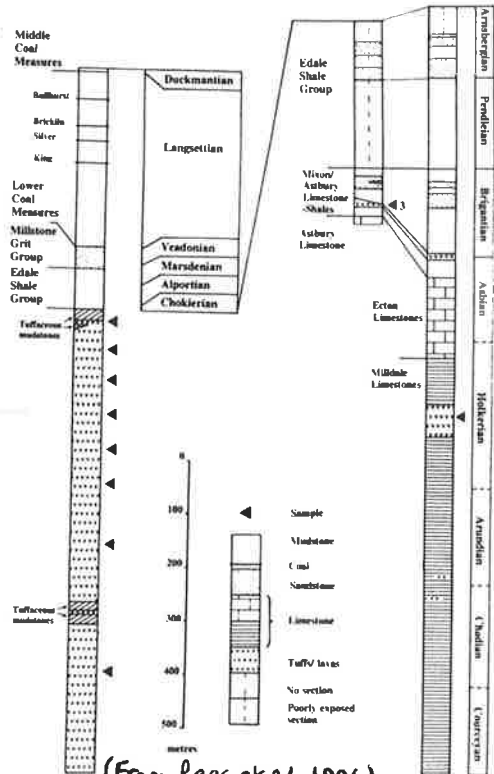 Middle
Coal
Measures
Bullhurst
Silver
King
Lower
Coal
Measures
Millstone
Grit
Group
Edale
Shale
Group
Tuffaceous
mudstones
Tuffaceous
mudstones
Duckmantian
Langsettian
Yeadonian
Marsdenian
Alportian
Chokierian
Edale
Shale
Group
Mixon/
Astbury
Limestone
-Shales
Astbury
Limestone
3
Ecton
Limestones
Milldale
Limestones
Arnsbergian
Pendleian
Brigantian
Asbian
Holkerian
Arundian
Chadian
Courceyan
0
100
200
300
400
500
metres
Sample
Mudstone
Coal
Sandstone
Limestone
Tuffs/ lavas
No section
Poorly exposed
section